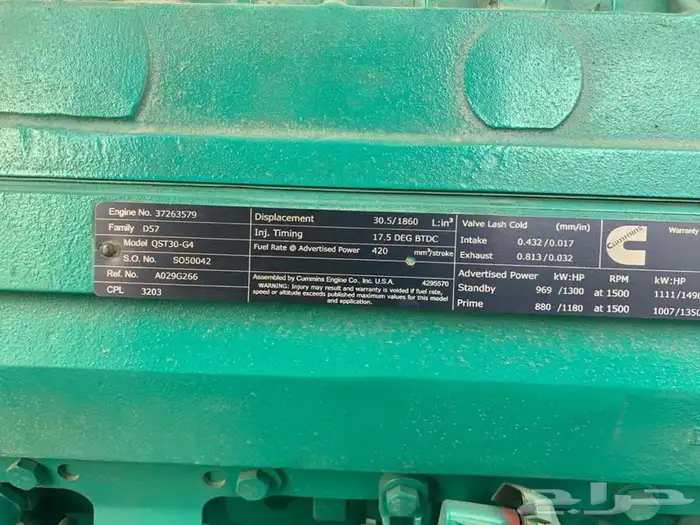 Engine No. 37263579
Family D57
Model QST30-G4
S.O. No. SO50042
Ref. No. A029G266
CPL 3203
Displacement 30.5/1860 L:in³
Inj. Timing 17.5 DEG BTDC
Fuel Rate @ Advertised Power 420 mm³/stroke
Assembled by Cummins Engine Co., Inc. U.S.A. 4295570
WARNING: Injury may result and warranty is voided if fuel rate,
speed or altitude exceeds published maximum values for this model
and application.
Valve Lash Cold (mm/in)
Intake 0.432/0.017
Exhaust 0.813/0.032
Cummins
Warranty
Advertised Power kW:HP RPM kW:HP
Standby 969 /1300 at 1500 1111/149
Prime 880 /1180 at 1500 1007/1350
حراج